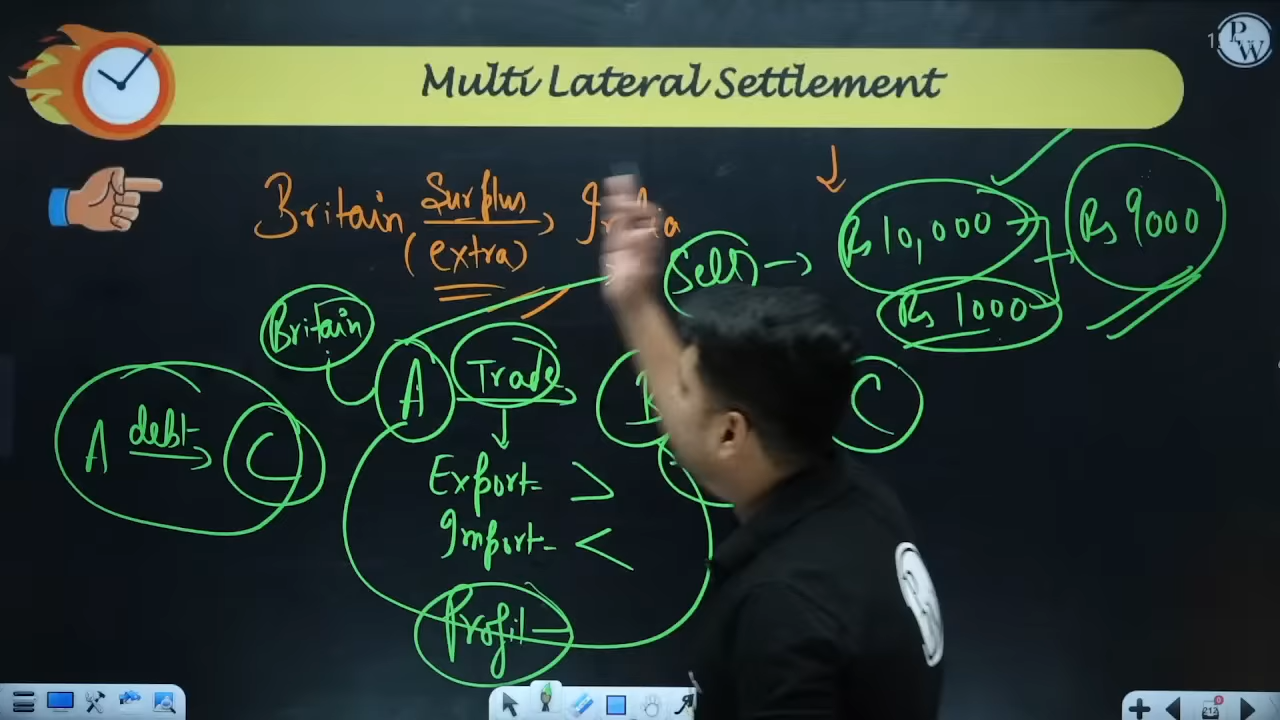 Multi Lateral Settlement
PW
Britain Surplus
(extra)
Rs 10,000
Rs 9000
Rs 1000
Britain
A Trade
C
A debt C
Export >
Import <
Profit
212